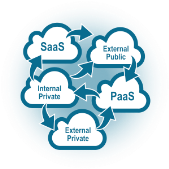 SaaS
External
Public
Internal
Private
PaaS
External
Private